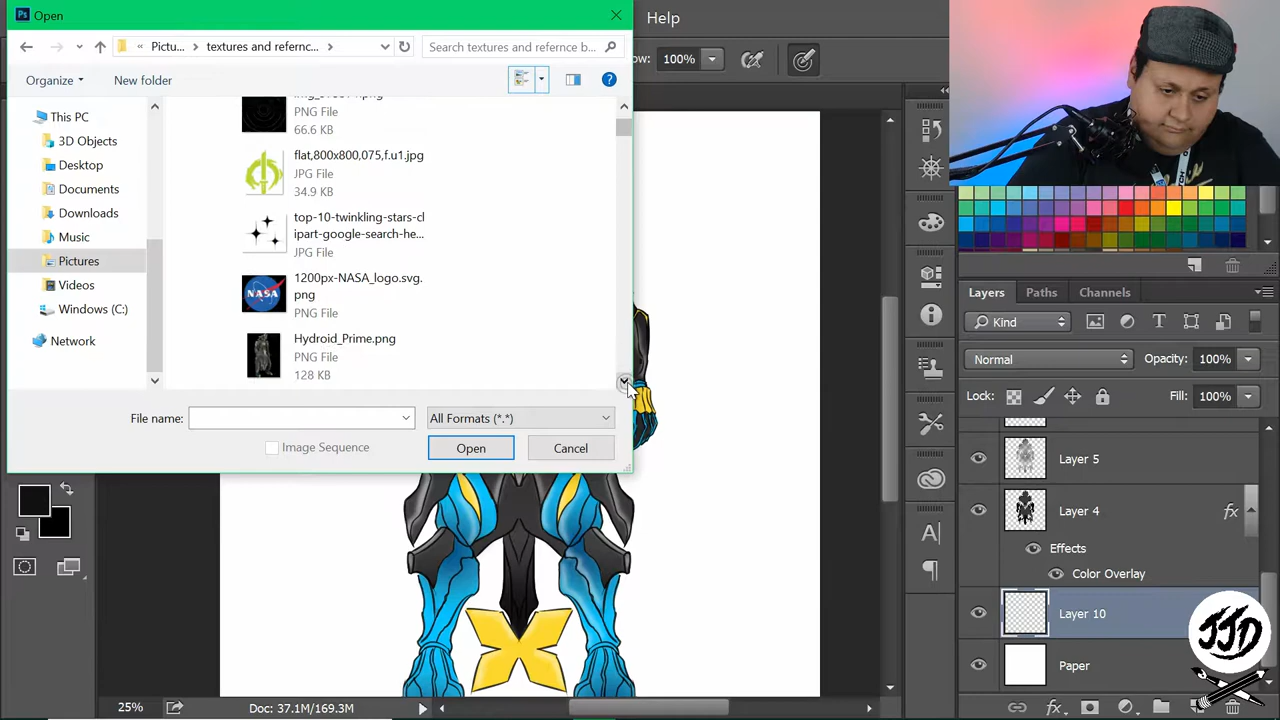 Open
Help
Pictu...
textures and refernc...
Search textures and refernce b...
100%
Organize
New folder
PNG File
66.6 KB
flat,800x800,075,f.u1.jpg
JPG File
34.9 KB
top-10-twinkling-stars-cl
ipart-google-search-he...
JPG File
1200px-NASA_logo.svg.
png
PNG File
Hydroid_Prime.png
PNG File
128 KB
This PC
3D Objects
Desktop
Documents
Downloads
Music
Pictures
Videos
Windows (C:)
Network
File name:
All Formats (*.*)
Image Sequence
Open
Cancel
Layers
Paths
Channels
Kind
Normal
Opacity:
100%
Lock:
Fill:
100%
Layer 5
Layer 4
fx
Effects
Color Overlay
Layer 10
Paper
JJD
25%
Doc: 37.1M/169.3M